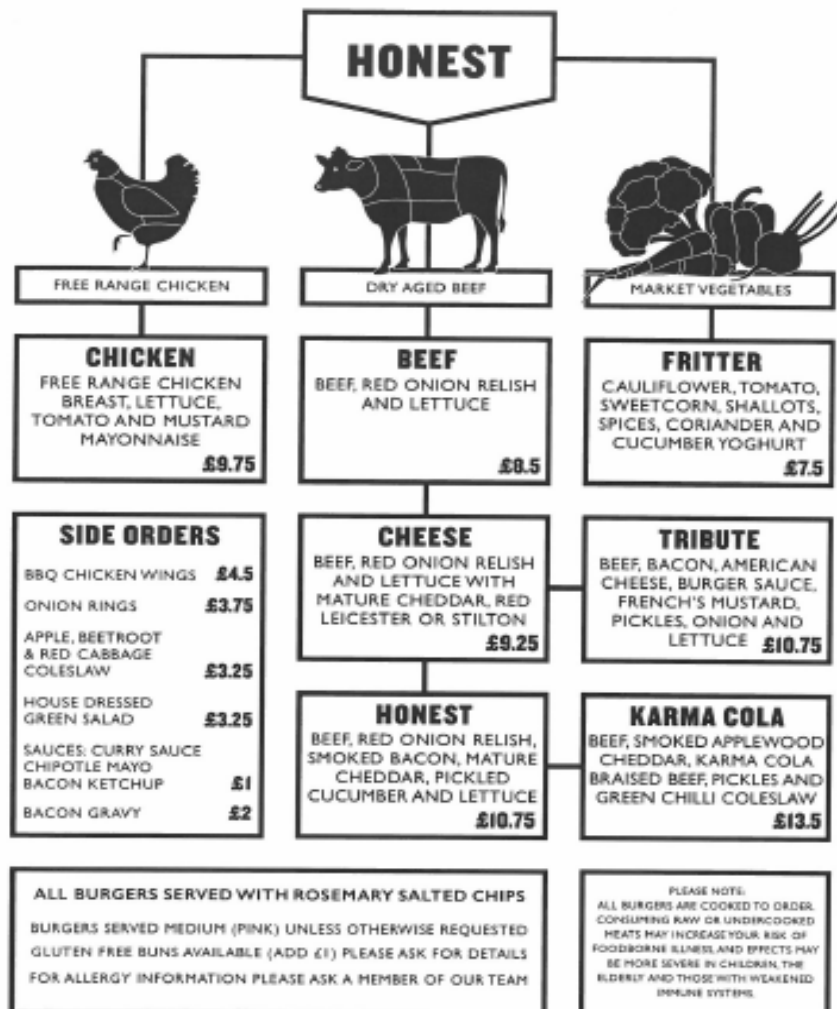 HONEST
FREE RANGE CHICKEN
DRY AGED BEEF
MARKET VEGETABLES
CHICKEN
FREE RANGE CHICKEN
BREAST, LETTUCE,
TOMATO AND MUSTARD
MAYONNAISE
£9.75
BEEF
BEEF, RED ONION RELISH
AND LETTUCE
£8.5
FRITTER
CAULIFLOWER, TOMATO,
SWEETCORN, SHALLOTS,
SPICES, CORIANDER AND
CUCUMBER YOGHURT
£7.5
SIDE ORDERS
BBQ CHICKEN WINGS £4.5
ONION RINGS £3.75
APPLE, BEETROOT
& RED CABBAGE
COLESLAW £3.25
HOUSE DRESSED
GREEN SALAD £3.25
SAUCES: CURRY SAUCE
CHIPOTLE MAYO
BACON KETCHUP £1
BACON GRAVY £2
CHEESE
BEEF, RED ONION RELISH
AND LETTUCE WITH
MATURE CHEDDAR, RED
LEICESTER OR STILTON
£9.25
TRIBUTE
BEEF, BACON, AMERICAN
CHEESE, BURGER SAUCE,
FRENCH'S MUSTARD,
PICKLES, ONION AND
LETTUCE £10.75
HONEST
BEEF, RED ONION RELISH,
SMOKED BACON, MATURE
CHEDDAR, PICKLED
CUCUMBER AND LETTUCE
£10.75
KARMA COLA
BEEF, SMOKED APPLEWOOD
CHEDDAR, KARMA COLA
BRAISED BEEF, PICKLES AND
GREEN CHILLI COLESLAW
£13.5
ALL BURGERS SERVED WITH ROSEMARY SALTED CHIPS
BURGERS SERVED MEDIUM (PINK) UNLESS OTHERWISE REQUESTED
GLUTEN FREE BUNS AVAILABLE (ADD £1) PLEASE ASK FOR DETAILS
FOR ALLERGY INFORMATION PLEASE ASK A MEMBER OF OUR TEAM
PLEASE NOTE:
ALL BURGERS ARE COOKED TO ORDER.
CONSUMING RAW OR UNDERCOOKED
MEATS MAY INCREASE YOUR RISK OF
FOODBORNE ILLNESS, AND EFFECTS MAY
BE MORE SEVERE IN CHILDREN, THE
ELDERLY AND THOSE WITH WEAKENED
IMMUNE SYSTEMS.